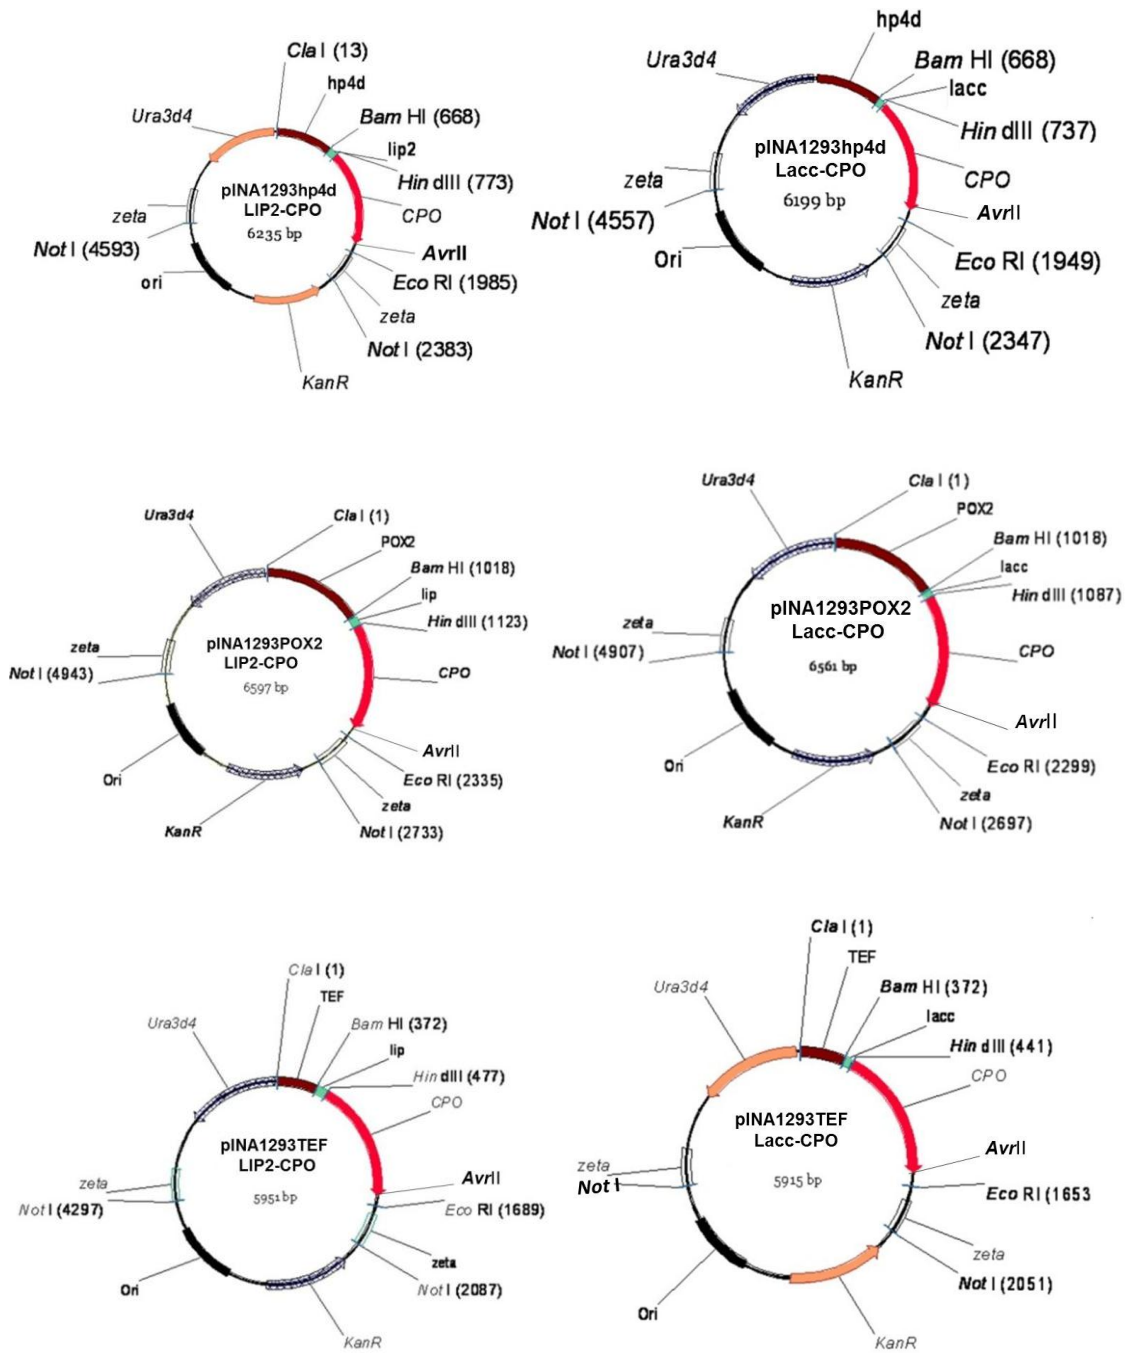 Cla I (13)
hp4d
Ura3d4
Bam HI (668)
lip2
Hin dIII (773)
pINA1293hp4d
LIP2-CPO
6235 bp
zeta
CPO
Not I (4593)
AvrII
Eco RI (1985)
ori
zeta
Not I (2383)
KanR
hp4d
Ura3d4
Bam HI (668)
lacc
Hin dIII (737)
pINA1293hp4d
Lacc-CPO
6199 bp
zeta
CPO
Not I (4557)
AvrII
Ori
Eco RI (1949)
zeta
Not I (2347)
KanR
Ura3d4
Cla I (1)
POX2
Bam HI (1018)
lip
Hin dIII (1123)
pINA1293POX2
LIP2-CPO
6597 bp
zeta
Not I (4943)
CPO
AvrII
Ori
Eco RI (2335)
zeta
KanR
Not I (2733)
Ura3d4
Cla I (1)
POX2
Bam HI (1018)
lacc
Hin dIII (1087)
pINA1293POX2
Lacc-CPO
6561 bp
zeta
Not I (4907)
CPO
AvrII
Ori
Eco RI (2299)
zeta
KanR
Not I (2697)
Cla I (1)
TEF
Ura3d4
Bam HI (372)
lip
Hin dIII (477)
CPO
pINA1293TEF
LIP2-CPO
5951 bp
zeta
Not I (4297)
AvrII
Eco RI (1689)
zeta
Ori
Not I (2087)
KanR
Cla I (1)
TEF
Ura3d4
Bam HI (372)
lacc
Hin dIII (441)
CPO
pINA1293TEF
Lacc-CPO
5915 bp
zeta
Not I
AvrII
Eco RI (1653
zeta
Not I (2051)
Ori
KanR